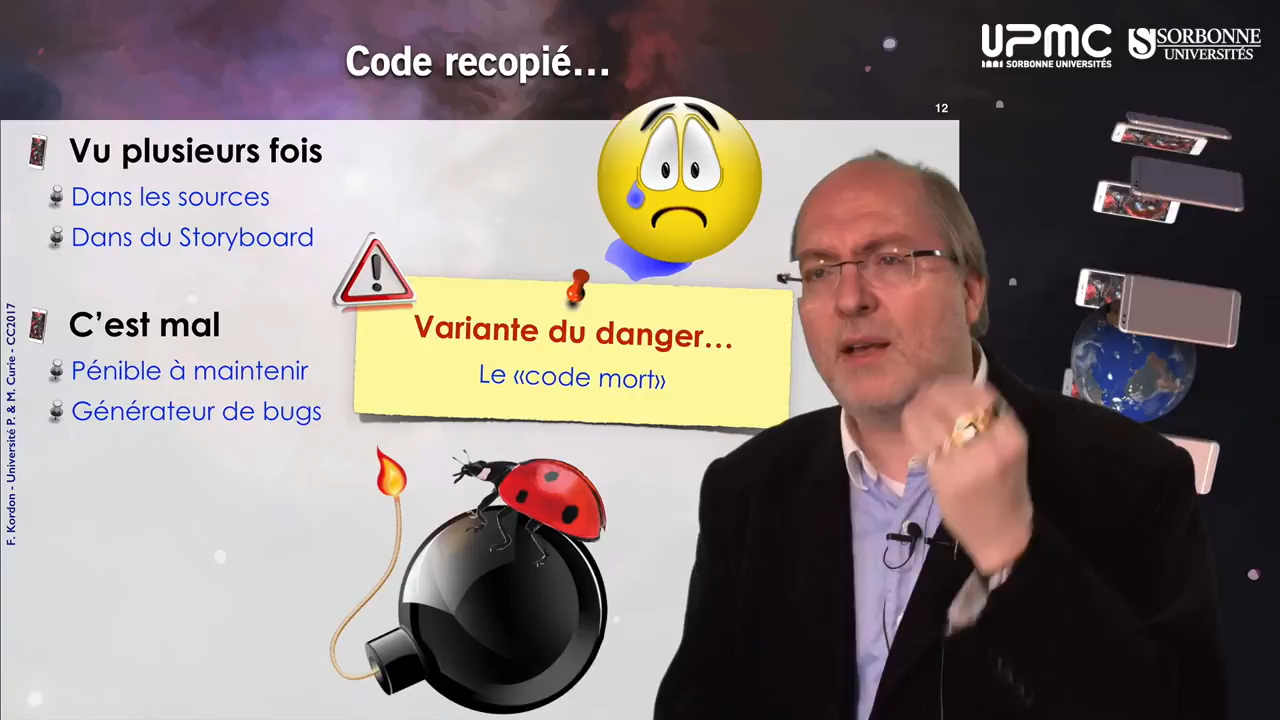 Code recopié...
UPMC
SORBONNE UNIVERSITÉS
SORBONNE
UNIVERSITÉS
12
Vu plusieurs fois
Dans les sources
Dans du Storyboard
C’est mal
Pénible à maintenir
Générateur de bugs
Variante du danger...
Le «code mort»
F. Kordon - Université P. & M. Curie - CC2017